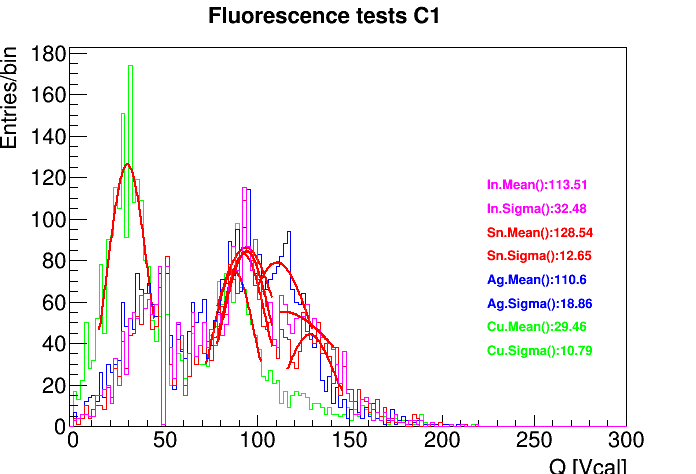 Fluorescence tests C1
Entries/bin
180
160
140
120
100
80
60
40
20
0
In.Mean():113.51
In.Sigma():32.48
Sn.Mean():128.54
Sn.Sigma():12.65
Ag.Mean():110.6
Ag.Sigma():18.86
Cu.Mean():29.46
Cu.Sigma():10.79
0 50 100 150 200 250 300
Q [Vcal]